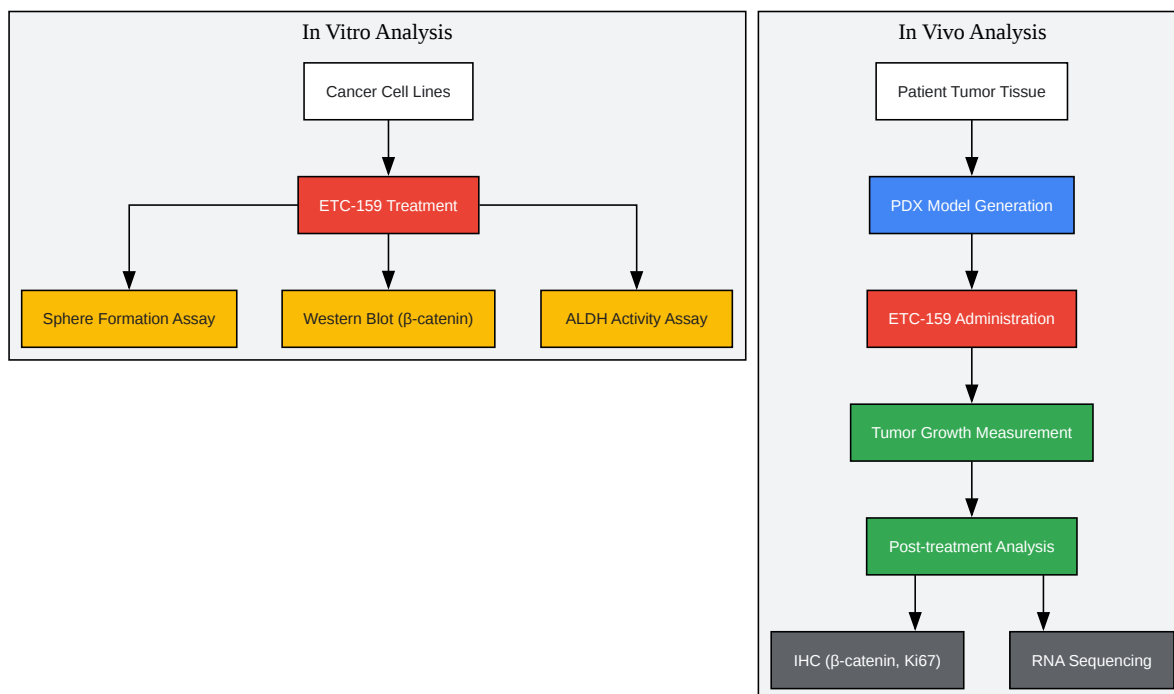 In Vitro Analysis
Cancer Cell Lines
ETC-159 Treatment
Sphere Formation Assay
Western Blot (β-catenin)
ALDH Activity Assay
In Vivo Analysis
Patient Tumor Tissue
PDX Model Generation
ETC-159 Administration
Tumor Growth Measurement
Post-treatment Analysis
IHC (β-catenin, Ki67)
RNA Sequencing